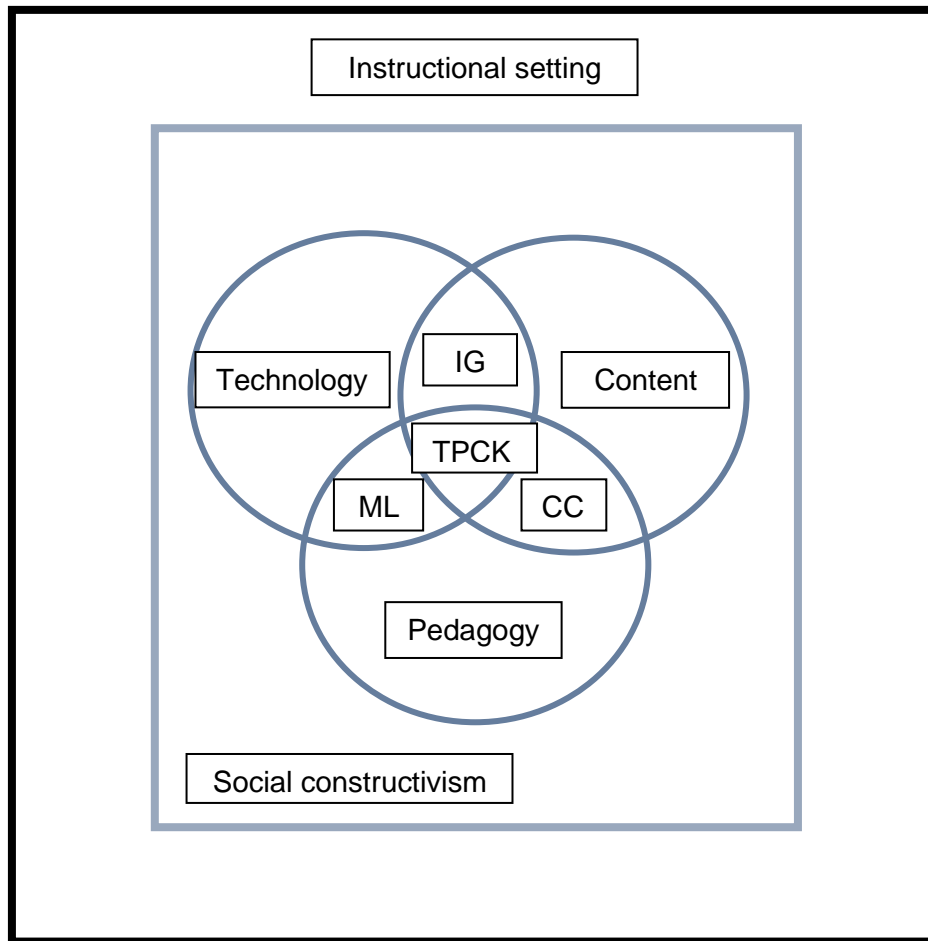 Instructional setting
IG
Technology
Content
TPCK
ML
CC
Pedagogy
Social constructivism